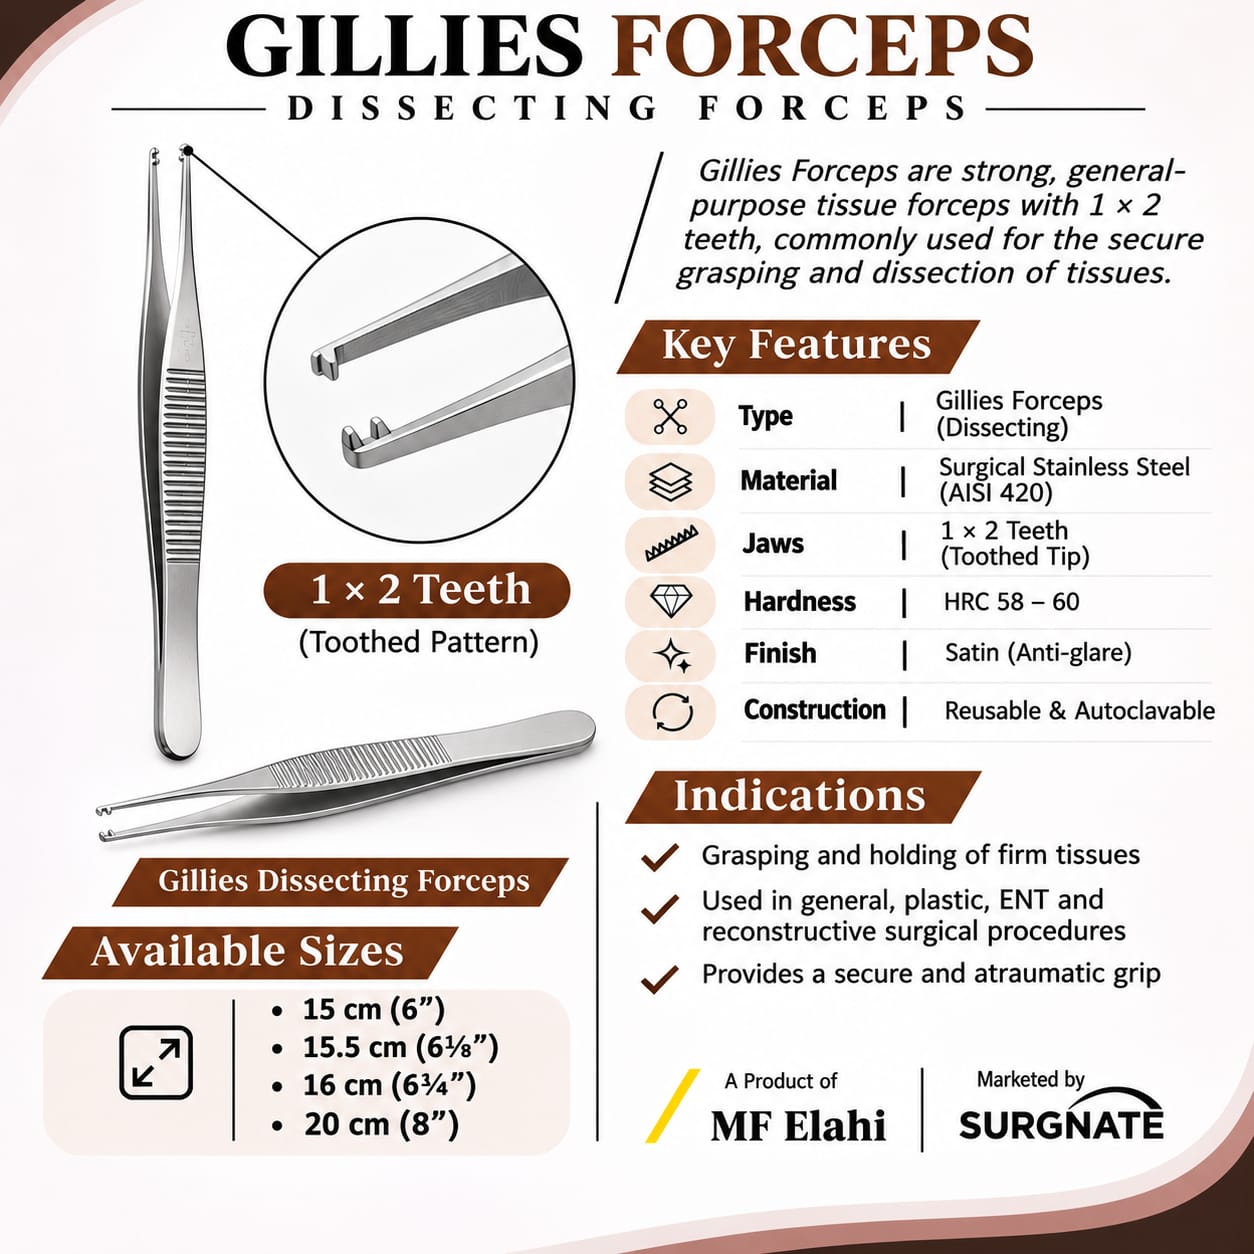 GILLIES FORCEPS
DISSECTING FORCEPS
Gillies Forceps are strong, general-
purpose tissue forceps with 1 × 2
teeth, commonly used for the secure
grasping and dissection of tissues.
1 × 2 Teeth
(Toothed Pattern)
Key Features
Type | Gillies Forceps
(Dissecting)
Material | Surgical Stainless Steel
(AISI 420)
Jaws | 1 × 2 Teeth
(Toothed Tip)
Hardness | HRC 58 – 60
Finish | Satin (Anti-glare)
Construction | Reusable & Autoclavable
Gillies Dissecting Forceps
Available Sizes
• 15 cm (6”)
• 15.5 cm (6⅛”)
• 16 cm (6¾”)
• 20 cm (8”)
Indications
Grasping and holding of firm tissues
Used in general, plastic, ENT and
reconstructive surgical procedures
Provides a secure and atraumatic grip
A Product of
MF Elahi
Marketed by
SURGNATE